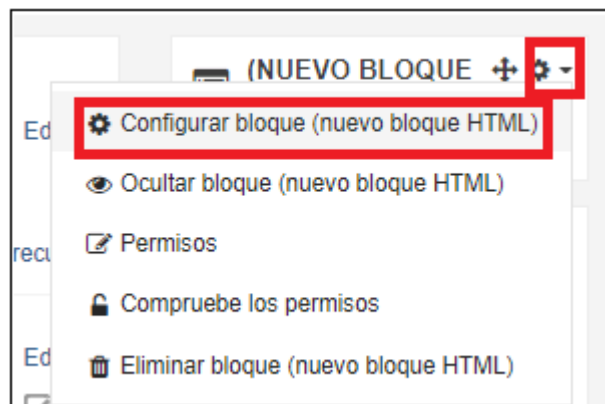 (NUEVO BLOQUE
Ed
Configurar bloque (nuevo bloque HTML)
Ocultar bloque (nuevo bloque HTML)
recu
Permisos
Compruebe los permisos
Ed
Eliminar bloque (nuevo bloque HTML)